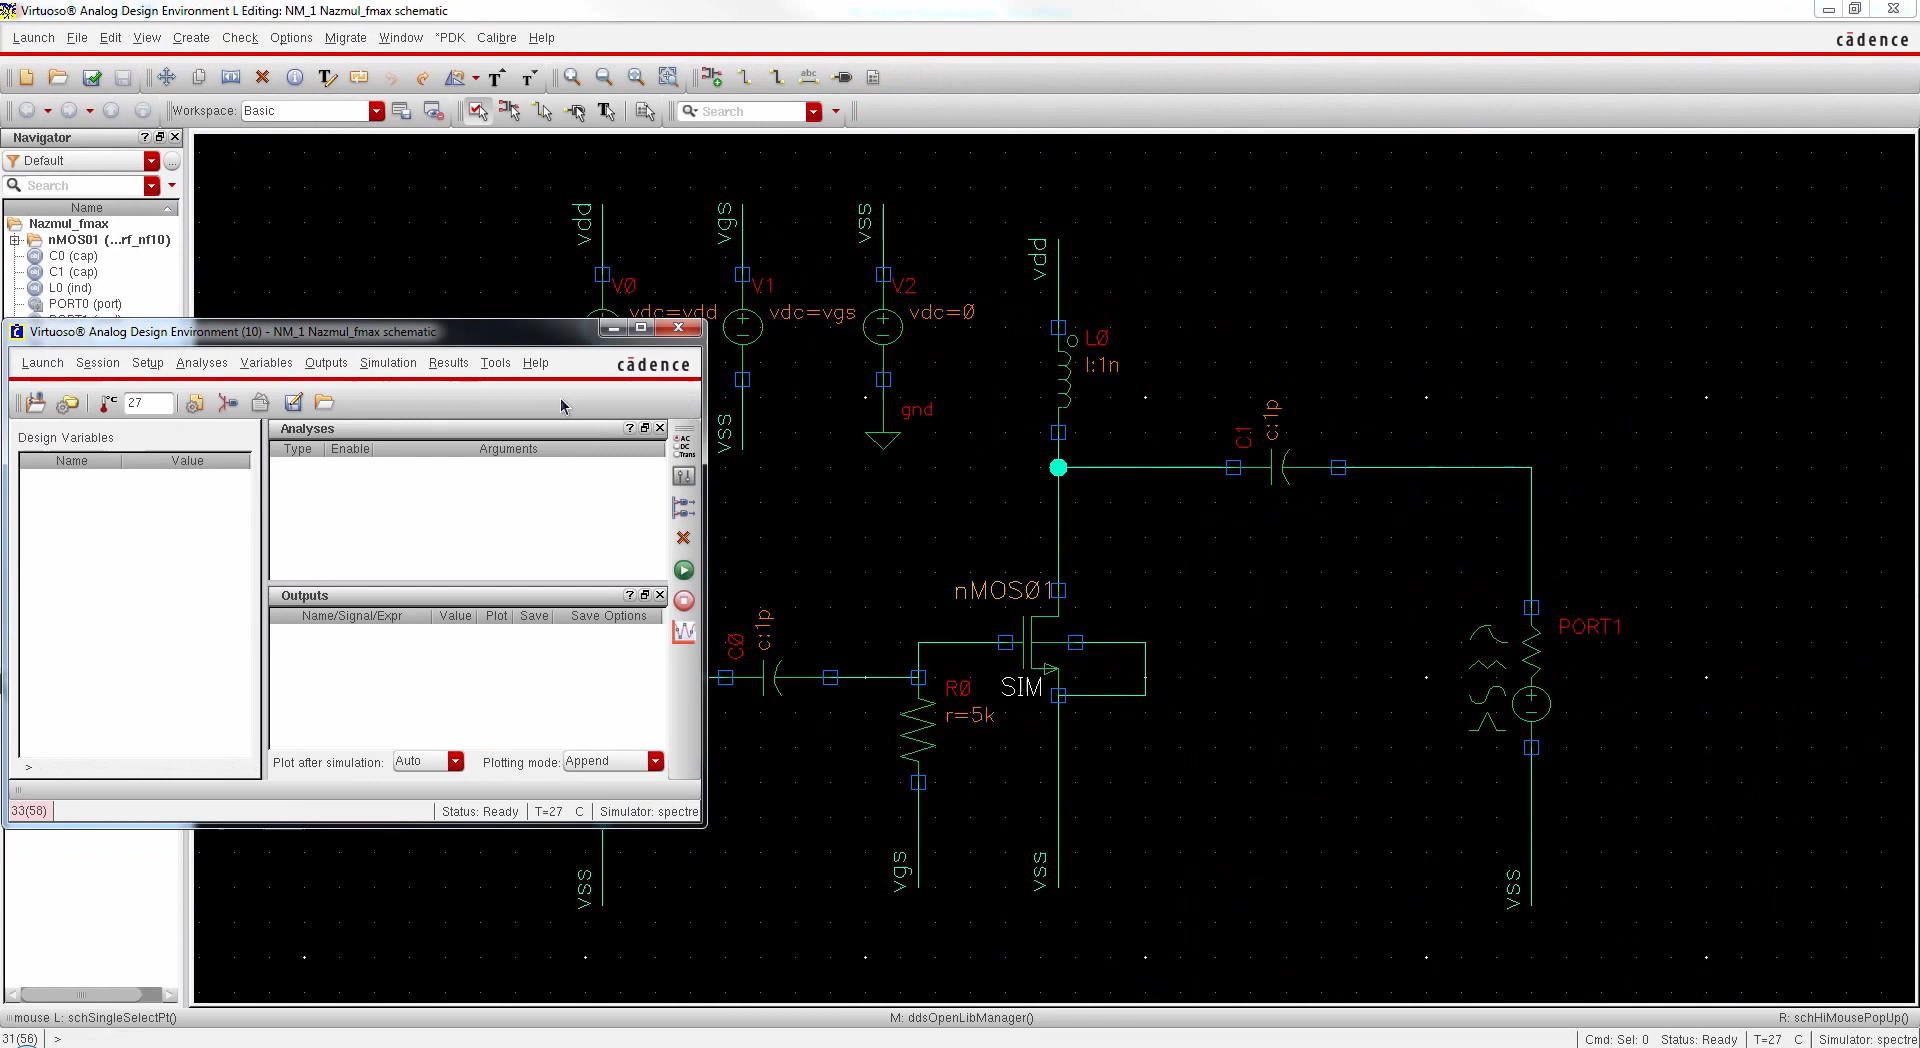 Virtuoso® Analog Design Environment L Editing: NM_1 Nazmul_fmax schematic
Launch File Edit View Create Check Options Migrate Window *PDK Calibre Help
cādence
Workspace: Basic
Search
Navigator
Default
Search
Name
Nazmul_fmax
nMOS01 (...rf_nf10)
C0 (cap)
C1 (cap)
L0 (ind)
PORT0 (port)
Virtuoso® Analog Design Environment (10) - NM_1 Nazmul_fmax schematic
Launch Session Setup Analyses Variables Outputs Simulation Results Tools Help
cādence
27
Design Variables
Name Value
>
Analyses
Type Enable Arguments
AC
DC
Trans
Outputs
Name/Signal/Expr Value Plot Save Save Options
Plot after simulation: Auto Plotting mode: Append
33(58)
Status: Ready T=27 C Simulator: spectre
vdd
V0
vdc=vdd
vgs
V1
vdc=vgs
vss
vss
V2
vdc=0
gnd
vdd
L0
l:1n
C1
c:1p
nMOS01
SIM
C0
c:1p
R0
r=5k
PORT1
vss
vgs
vss
vss
mouse L: schSingleSelectPt()
M: ddsOpenLibManager()
R: schHiMousePopUp()
31(56) >
Cmd: Sel: 0 Status: Ready T=27 C Simulator: spectre